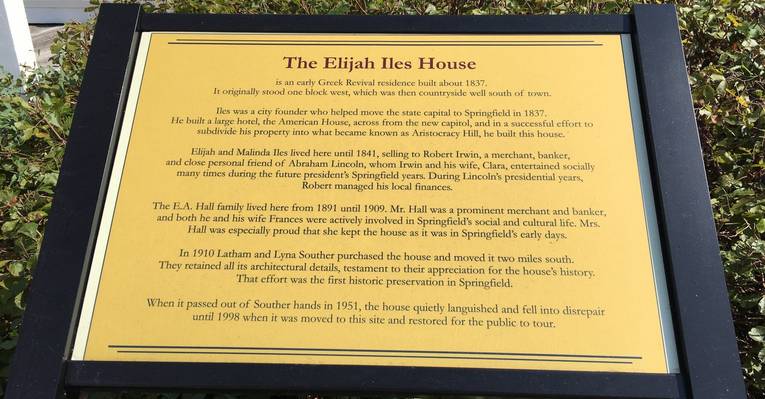 The Elijah Iles House
is an early Greek Revival residence built about 1837.
It originally stood one block west, which was then countryside well south of town.
Iles was a city founder who helped move the state capital to Springfield in 1837.
He built a large hotel, the American House, across from the new capitol, and in a successful effort to
subdivide his property into what became known as Aristocracy Hill, he built this house.
Elijah and Malinda Iles lived here until 1841, selling to Robert Irwin, a merchant, banker,
and close personal friend of Abraham Lincoln, whom Irwin and his wife, Clara, entertained socially
many times during the future president's Springfield years. During Lincoln's presidential years,
Robert managed his local finances.
The E.A. Hall family lived here from 1891 until 1909. Mr. Hall was a prominent merchant and banker,
and both he and his wife Frances were actively involved in Springfield's social and cultural life. Mrs.
Hall was especially proud that she kept the house as it was in Springfield's early days.
In 1910 Latham and Lyna Souther purchased the house and moved it two miles south.
They retained all its architectural details, testament to their appreciation for the house's history.
That effort was the first historic preservation in Springfield.
When it passed out of Souther hands in 1951, the house quietly languished and fell into disrepair
until 1998 when it was moved to this site and restored for the public to tour.